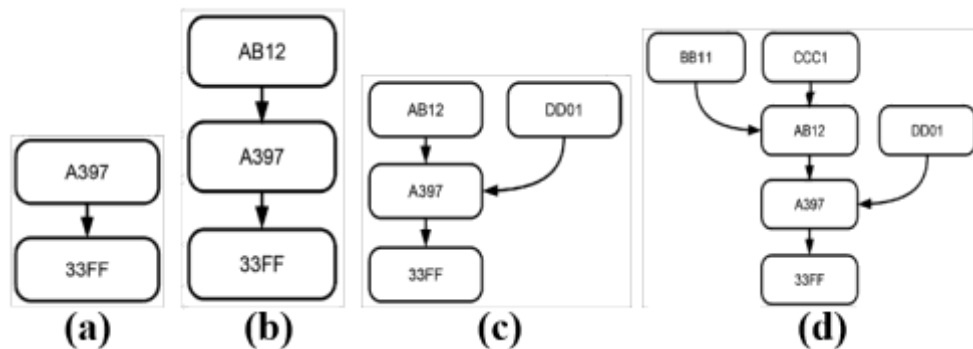 A397
33FF
(a)
AB12
A397
33FF
(b)
AB12 DD01
A397
33FF
(c)
BB11 CCC1
AB12 DD01
A397
33FF
(d)